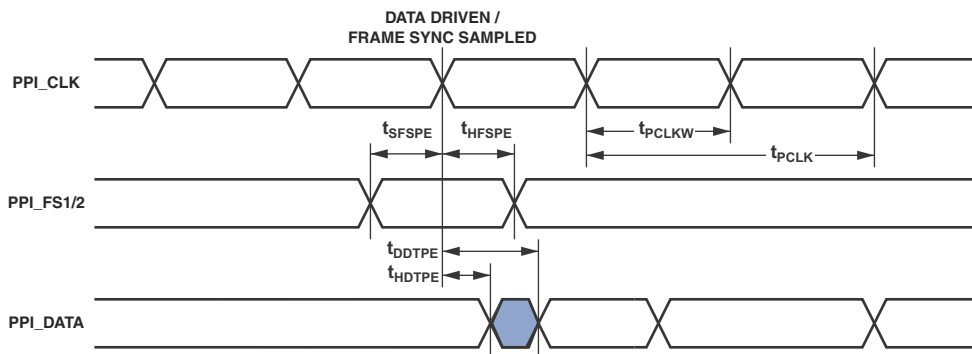 DATA DRIVEN /
FRAME SYNC SAMPLED
PPI_CLK
tSFSPE
tHFSPE
tPCLKW
tPCLK
PPI_FS1/2
tDDTPE
tHDTPE
PPI_DATA